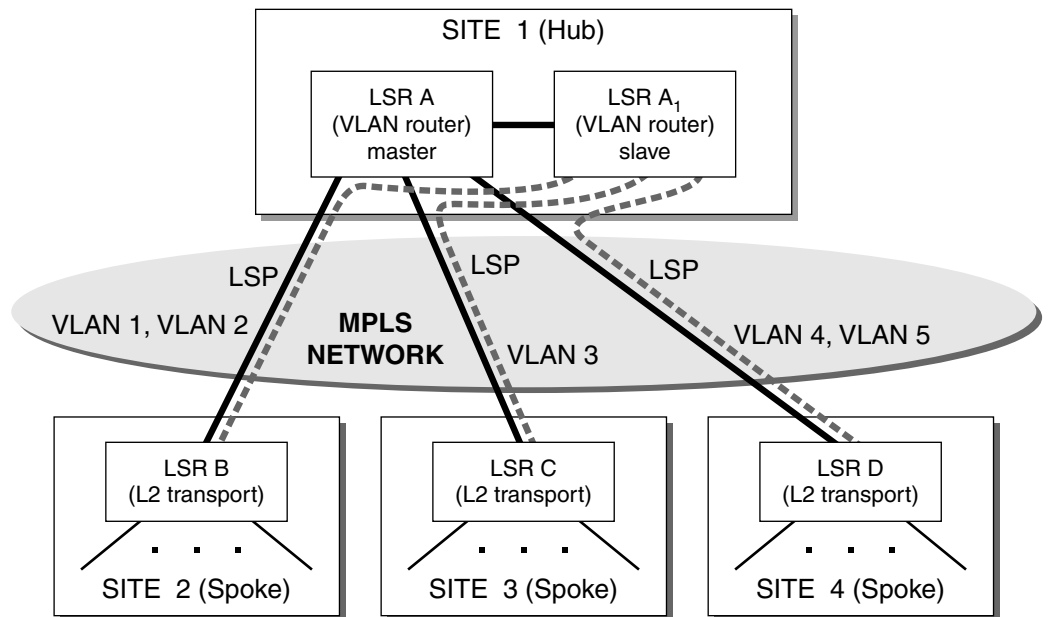 SITE 1 (Hub)
LSR A
(VLAN router)
master
LSR A₁
(VLAN router)
slave
LSP
LSP
LSP
VLAN 1, VLAN 2
MPLS
NETWORK
VLAN 3
VLAN 4, VLAN 5
LSR B
(L2 transport)
. . .
SITE 2 (Spoke)
LSR C
(L2 transport)
. . .
SITE 3 (Spoke)
LSR D
(L2 transport)
. . .
SITE 4 (Spoke)